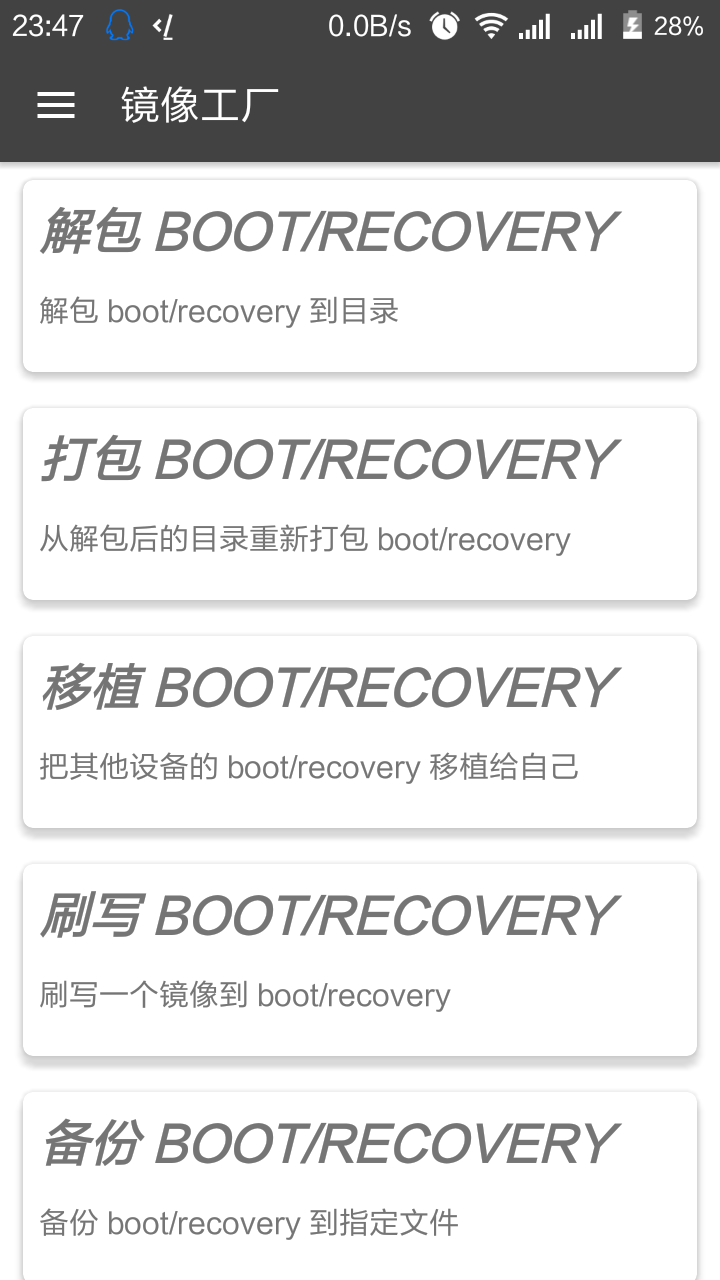 23:47 0.0B/s 28%
镜像工厂
解包 BOOT/RECOVERY
解包 boot/recovery 到目录
打包 BOOT/RECOVERY
从解包后的目录重新打包 boot/recovery
移植 BOOT/RECOVERY
把其他设备的 boot/recovery 移植给自己
刷写 BOOT/RECOVERY
刷写一个镜像到 boot/recovery
备份 BOOT/RECOVERY
备份 boot/recovery 到指定文件